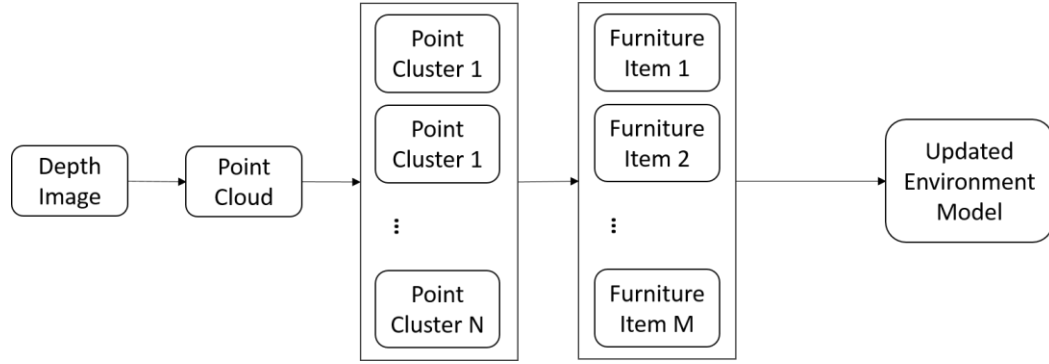 Depth
Image
Point
Cloud
Point
Cluster 1
Point
Cluster 1
...
Point
Cluster N
Furniture
Item 1
Furniture
Item 2
...
Furniture
Item M
Updated
Environment
Model